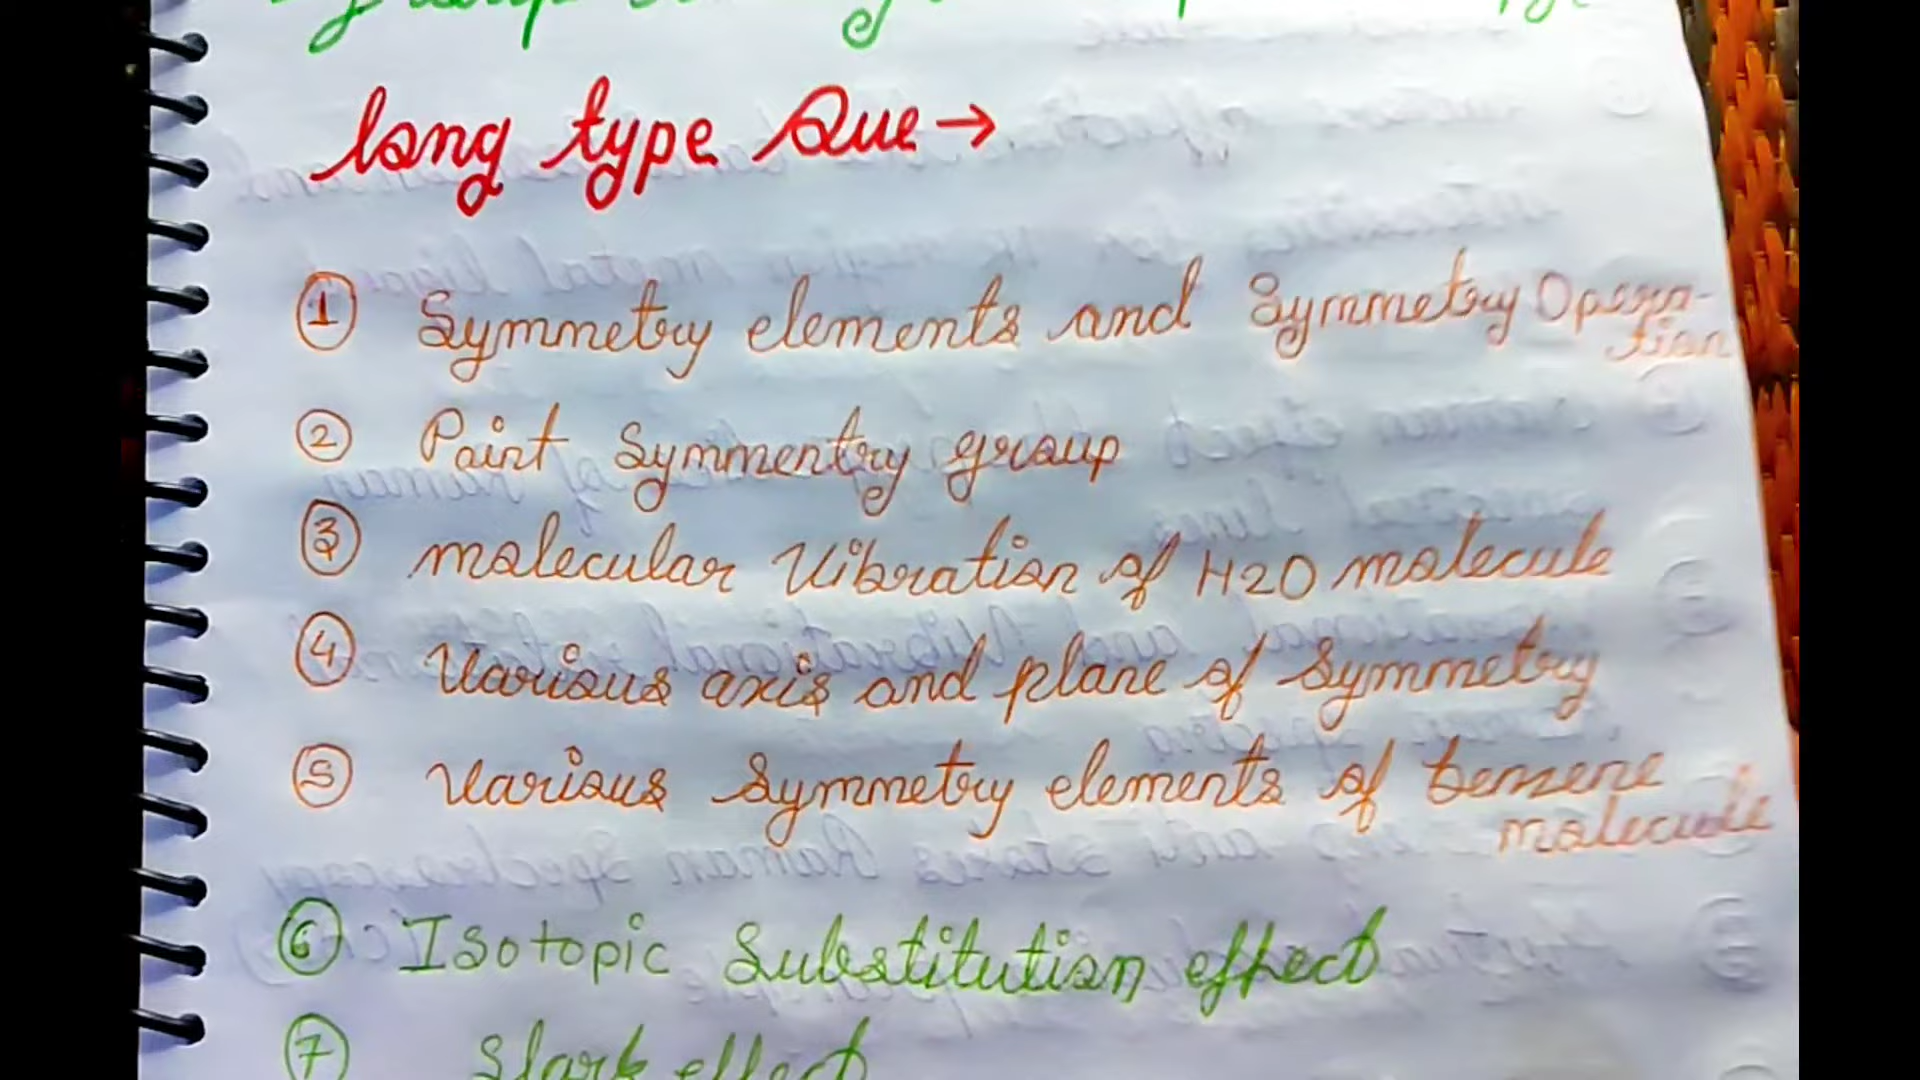 long type Que →
① Symmetry elements and Symmetry Opera-
tion
② Point Symmentry group
③ molecular Vibration of H2O molecule
④ Various axis and plane of Symmetry
⑤ Various Symmetry elements of benzene
molecule
⑥ Isotopic Substitution effect
⑦ Stark effect